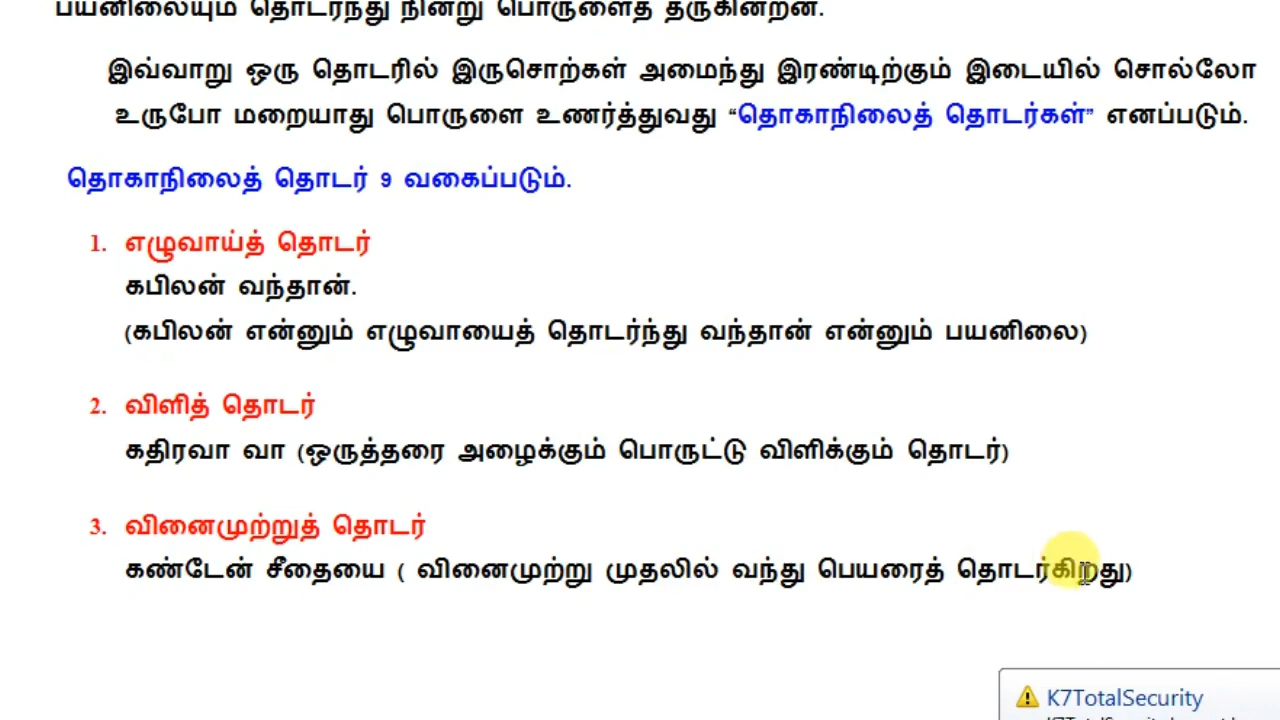 பயனிலையும் தொடர்ந்து நின்று பொருளைத் தருகின்றன.
இவ்வாறு ஒரு தொடரில் இருசொற்கள் அமைந்து இரண்டிற்கும் இடையில் சொல்லோ
உருபோ மறையாது பொருளை உணர்த்துவது “தொகாநிலைத் தொடர்கள்” எனப்படும்.
தொகாநிலைத் தொடர் 9 வகைப்படும்.
1. எழுவாய்த் தொடர்
கபிலன் வந்தான்.
(கபிலன் என்னும் எழுவாயைத் தொடர்ந்து வந்தான் என்னும் பயனிலை)
2. விளித் தொடர்
கதிரவா வா (ஒருத்தரை அழைக்கும் பொருட்டு விளிக்கும் தொடர்)
3. வினைமுற்றுத் தொடர்
கண்டேன் சீதையை ( வினைமுற்று முதலில் வந்து பெயரைத் தொடர்கிறது)
K7TotalSecurity